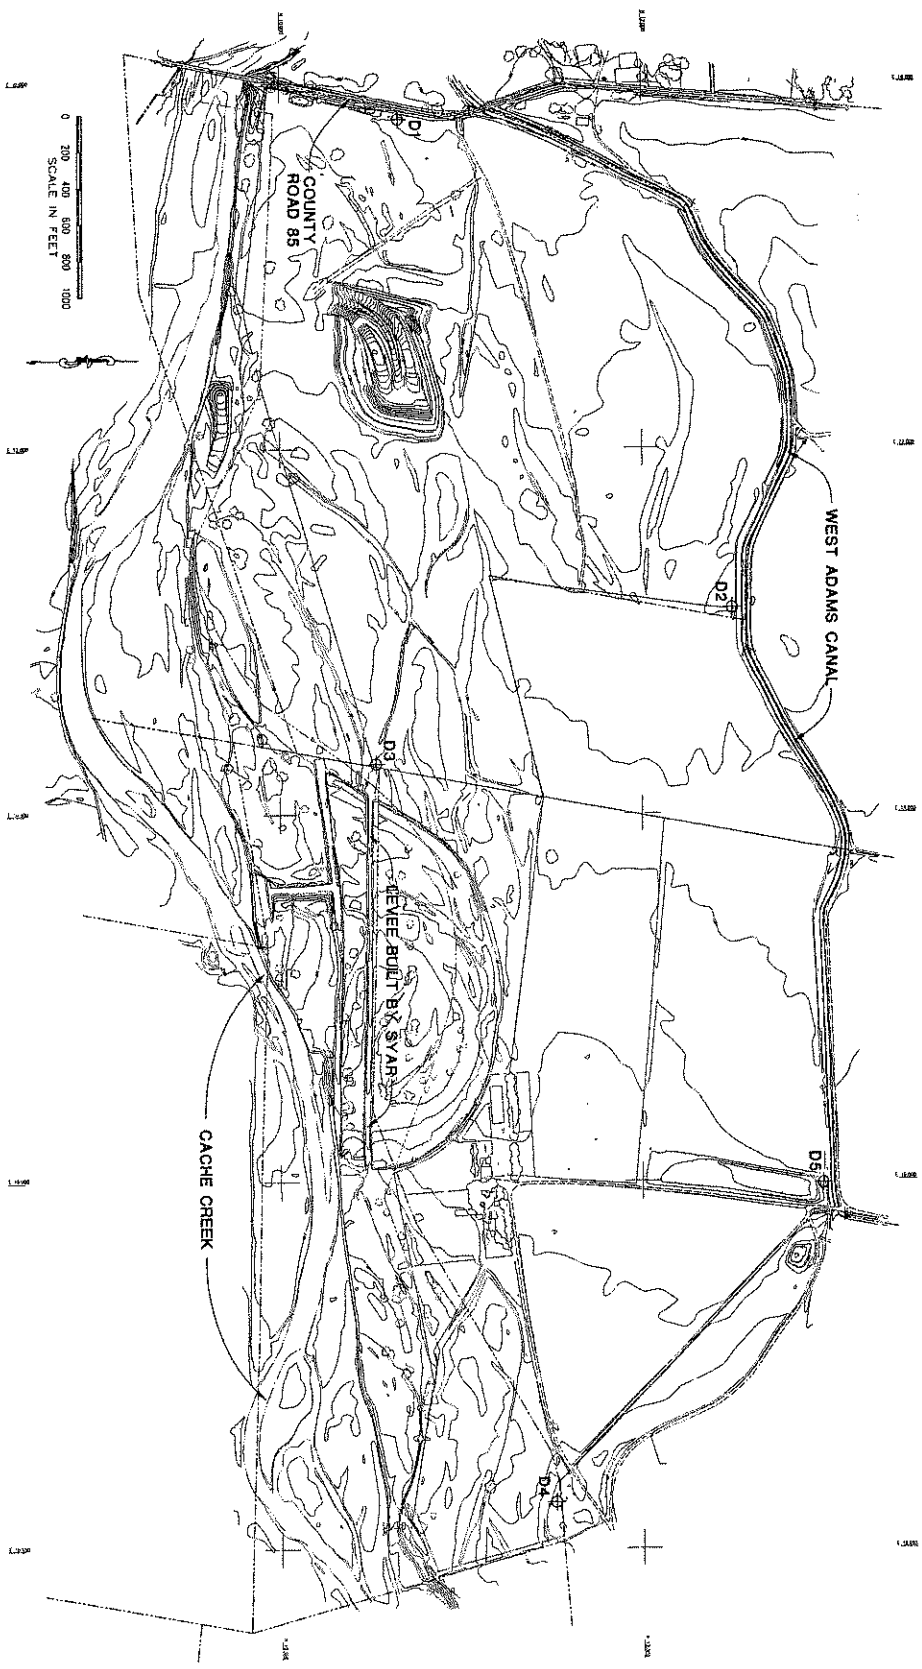 WEST ADAMS CANAL
D5
D2
D4
D1
D3
LEVEE BUILT BY SYAR
COUNTY
ROAD 85
CACHE CREEK
0 200 400 600 800 1000
SCALE IN FEET